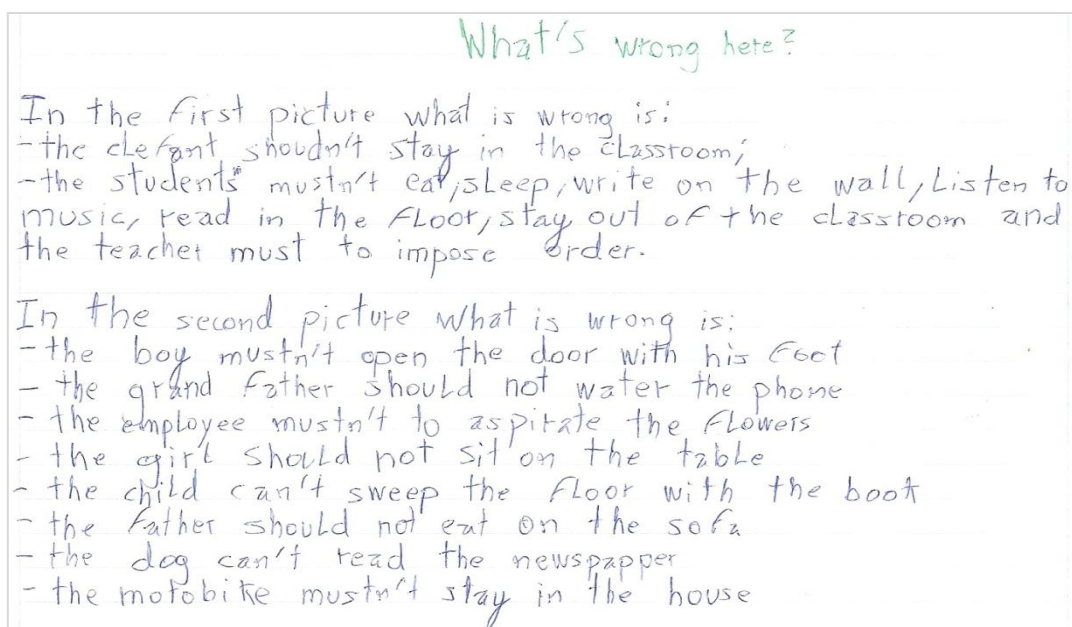 What's wrong here?
In the first picture what is wrong is:
- the elefant shoudn't stay in the classroom;
- the students mustn't eat, sleep, write on the wall, Listen to
music, read in the floor, stay out of the classroom and
the teacher must to impose order.
In the second picture what is wrong is:
- the boy mustn't open the door with his foot
- the grand father should not water the phone
- the employee mustn't to aspirate the flowers
- the girl should not sit on the table
- the child can't sweep the floor with the book
- the father should not eat on the sofa
- the dog can't read the newspapper
- the motobike mustn't stay in the house